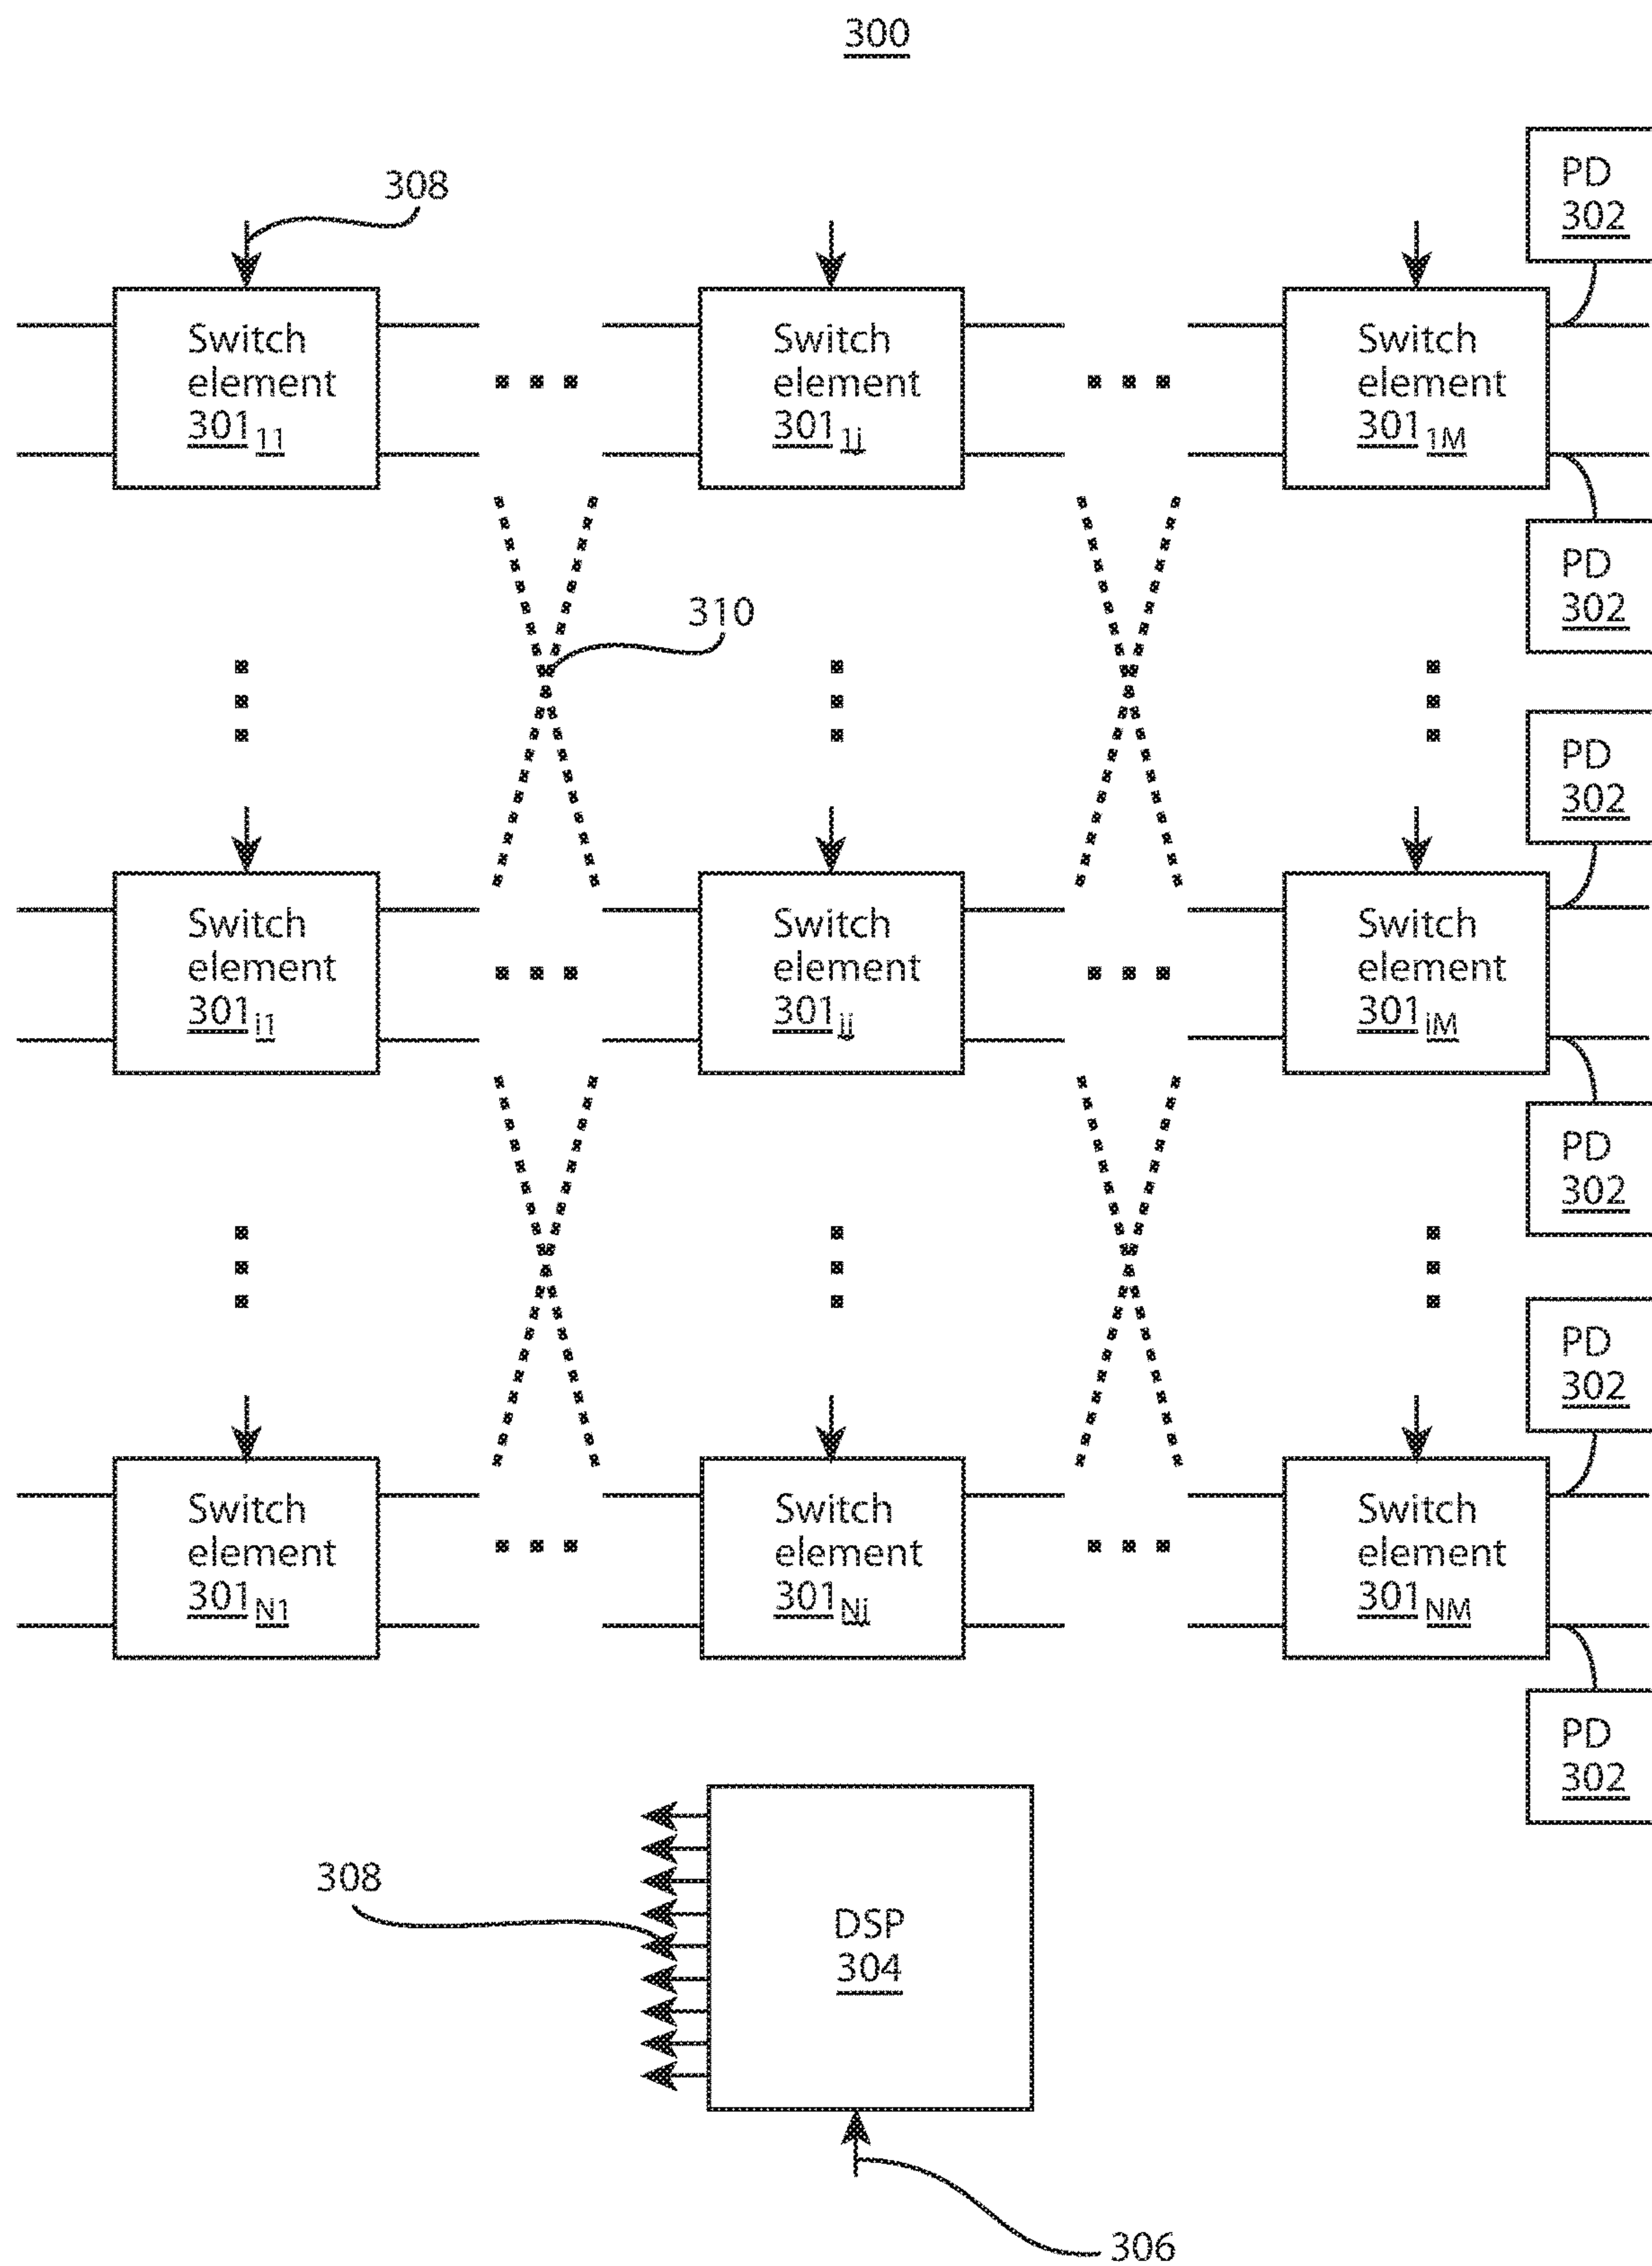 300
308
PD
302
Switch
element
301 11
Switch
element
301 1j
Switch
element
301 1M
PD
302
310
PD
302
Switch
element
301 i1
Switch
element
301 ij
Switch
element
301 iM
PD
302
PD
302
Switch
element
301 N1
Switch
element
301 Nj
Switch
element
301 NM
PD
302
308
DSP
304
306